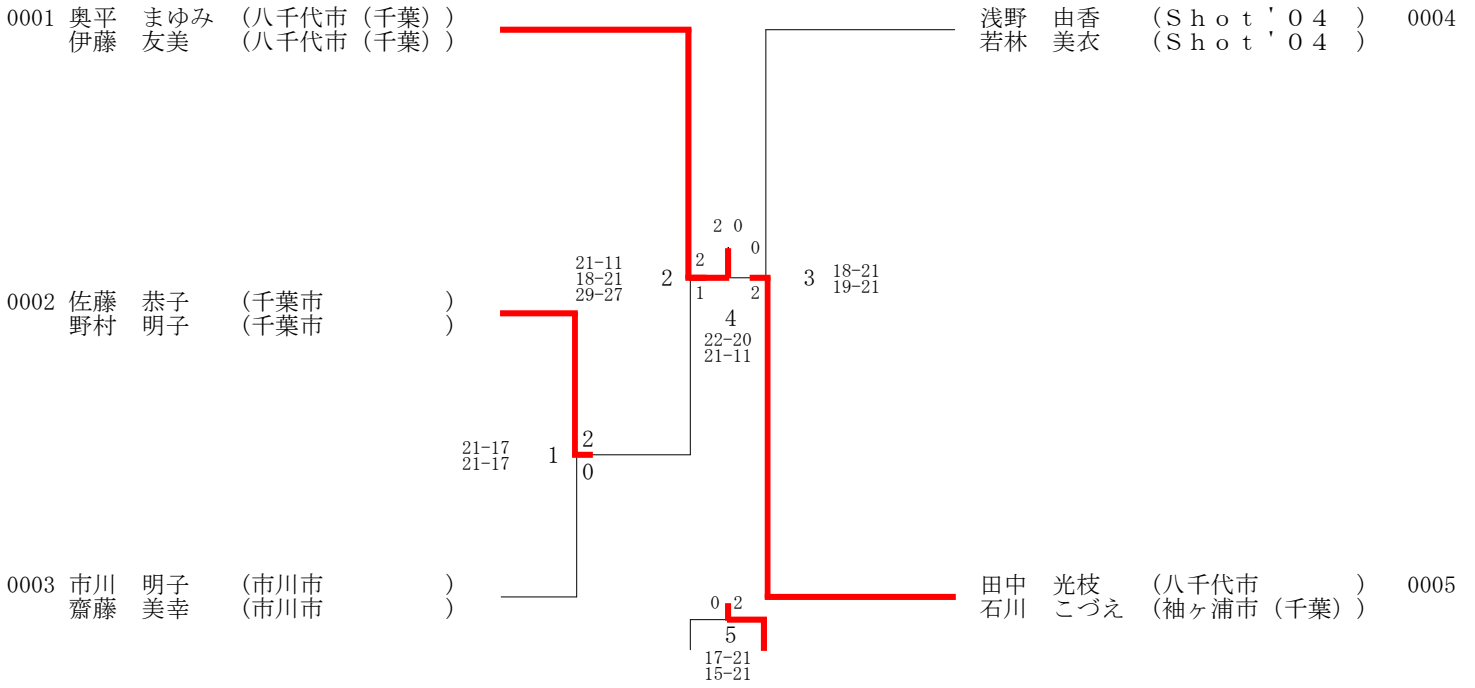 0001 奥平 まゆみ (八千代市(千葉))
伊藤 友美 (八千代市(千葉))
浅野 由香 (Shot'04 ) 0004
若林 美衣 (Shot'04 )
2 0
21-11
18-21
29-27
2
2
1
0
2
3
18-21
19-21
4
22-20
21-11
0002 佐藤 恭子 (千葉市 )
野村 明子 (千葉市 )
21-17
21-17
1
2
0
0003 市川 明子 (市川市 )
齋藤 美幸 (市川市 )
田中 光枝 (八千代市 ) 0005
石川 こづえ (袖ヶ浦市(千葉))
0 2
5
17-21
15-21